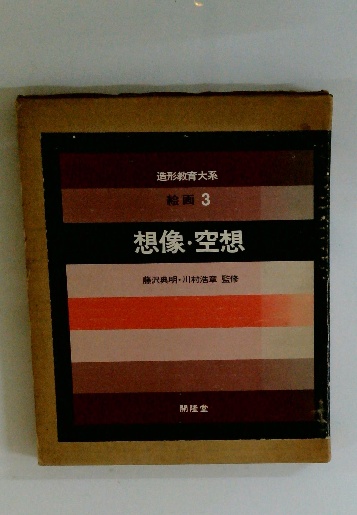 造形教育大系
絵画 3
想像・空想
藤沢典明・川村浩章 監修
開隆堂